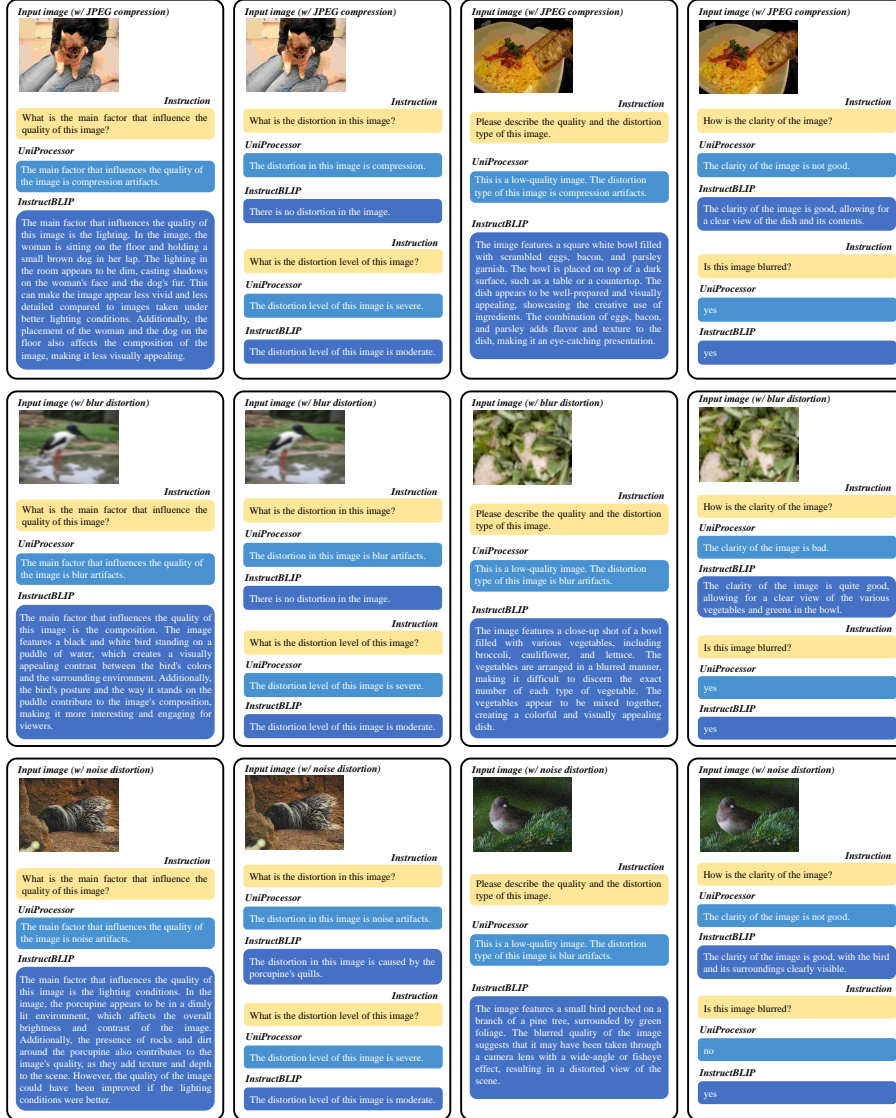 Input image (w/ JPEG compression)
Instruction
What is the main factor that influence the
quality of this image?
UniProcessor
The main factor that influences the quality of
the image is compression artifacts.
InstructBLIP
The main factor that influences the quality of
this image is the lighting. In the image, the
woman is sitting on the floor and holding a
small brown dog in her lap. The lighting in
the room appears to be dim, casting shadows
on the woman's face and the dog's fur. This
can make the image appear less vivid and less
detailed compared to images taken under
better lighting conditions. Additionally, the
placement of the woman and the dog on the
floor also affects the composition of the
image, making it less visually appealing.
Input image (w/ JPEG compression)
Instruction
What is the distortion in this image?
UniProcessor
The distortion in this image is compression.
InstructBLIP
There is no distortion in the image.
Instruction
What is the distortion level of this image?
UniProcessor
The distortion level of this image is severe.
InstructBLIP
The distortion level of this image is moderate.
Input image (w/ JPEG compression)
Instruction
Please describe the quality and the distortion
type of this image.
UniProcessor
This is a low-quality image. The distortion
type of this image is compression artifacts.
InstructBLIP
The image features a square white bowl filled
with scrambled eggs, bacon, and parsley
garnish. The bowl is placed on top of a dark
surface, such as a table or a countertop. The
dish appears to be well-prepared and visually
appealing, showcasing the creative use of
ingredients. The combination of eggs, bacon,
and parsley adds flavor and texture to the
dish, making it an eye-catching presentation.
Input image (w/ JPEG compression)
Instruction
How is the clarity of the image?
UniProcessor
The clarity of the image is not good.
InstructBLIP
The clarity of the image is good, allowing for
a clear view of the dish and its contents.
Instruction
Is this image blurred?
UniProcessor
yes
InstructBLIP
yes
Input image (w/ blur distortion)
Instruction
What is the main factor that influence the
quality of this image?
UniProcessor
The main factor that influences the quality of
the image is blur artifacts.
InstructBLIP
The main factor that influences the quality of
this image is the composition. The image
features a black and white bird standing on a
puddle of water, which creates a visually
appealing contrast between the bird's colors
and the surrounding environment. Additionally,
the bird's posture and the way it stands on the
puddle contribute to the image's composition,
making it more interesting and engaging for
viewers.
Input image (w/ blur distortion)
Instruction
What is the distortion in this image?
UniProcessor
The distortion in this image is blur artifacts.
InstructBLIP
There is no distortion in the image.
Instruction
What is the distortion level of this image?
UniProcessor
The distortion level of this image is severe.
InstructBLIP
The distortion level of this image is moderate.
Input image (w/ blur distortion)
Instruction
Please describe the quality and the distortion
type of this image.
UniProcessor
This is a low-quality image. The distortion
type of this image is blur artifacts.
InstructBLIP
The image features a close-up shot of a bowl
filled with various vegetables, including
broccoli, cauliflower, and lettuce. The
vegetables are arranged in a blurred manner,
making it difficult to discern the exact
number of each type of vegetable. The
vegetables appear to be mixed together,
creating a colorful and visually appealing
dish.
Input image (w/ blur distortion)
Instruction
How is the clarity of the image?
UniProcessor
The clarity of the image is bad.
InstructBLIP
The clarity of the image is quite good,
allowing for a clear view of the various
vegetables and greens in the bowl.
Instruction
Is this image blurred?
UniProcessor
yes
InstructBLIP
yes
Input image (w/ noise distortion)
Instruction
What is the main factor that influence the
quality of this image?
UniProcessor
The main factor that influences the quality of
the image is noise artifacts.
InstructBLIP
The main factor that influences the quality of
this image is the lighting conditions. In the
image, the porcupine appears to be in a dimly
lit environment, which affects the overall
brightness and contrast of the image.
Additionally, the presence of rocks and dirt
around the porcupine also contributes to the
image's quality, as they add texture and depth
to the scene. However, the quality of the image
could have been improved if the lighting
conditions were better.
Input image (w/ noise distortion)
Instruction
What is the distortion in this image?
UniProcessor
The distortion in this image is noise artifacts.
InstructBLIP
The distortion in this image is caused by the
porcupine's quills.
Instruction
What is the distortion level of this image?
UniProcessor
The distortion level of this image is severe.
InstructBLIP
The distortion level of this image is moderate.
Input image (w/ noise distortion)
Instruction
Please describe the quality and the distortion
type of this image.
UniProcessor
This is a low-quality image. The distortion
type of this image is blur artifacts.
InstructBLIP
The image features a small bird perched on a
branch of a pine tree, surrounded by green
foliage. The blurred quality of the image
suggests that it may have been taken through
a camera lens with a wide-angle or fisheye
effect, resulting in a distorted view of the
scene.
Input image (w/ noise distortion)
Instruction
How is the clarity of the image?
UniProcessor
The clarity of the image is not good.
InstructBLIP
The clarity of the image is good, with the bird
and its surroundings clearly visible.
Instruction
Is this image blurred?
UniProcessor
no
InstructBLIP
yes